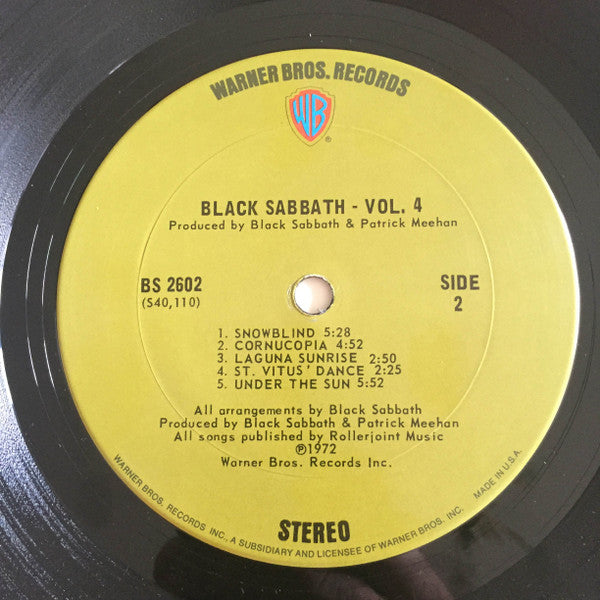 WARNER BROS. RECORDS
WB
®
BLACK SABBATH - VOL. 4
Produced by Black Sabbath & Patrick Meehan
BS 2602
(S40,110)
SIDE
2
1. SNOWBLIND 5:28
2. CORNUCOPIA 4:52
3. LAGUNA SUNRISE 2:50
4. ST. VITUS' DANCE 2:25
5. UNDER THE SUN 5:52
All arrangements by Black Sabbath
Produced by Black Sabbath & Patrick Meehan
All songs published by Rollerjoint Music
℗1972
Warner Bros. Records Inc.
STEREO
WARNER BROS. RECORDS INC., A SUBSIDIARY AND LICENSEE OF WARNER BROS. INC. MADE IN U.S.A.